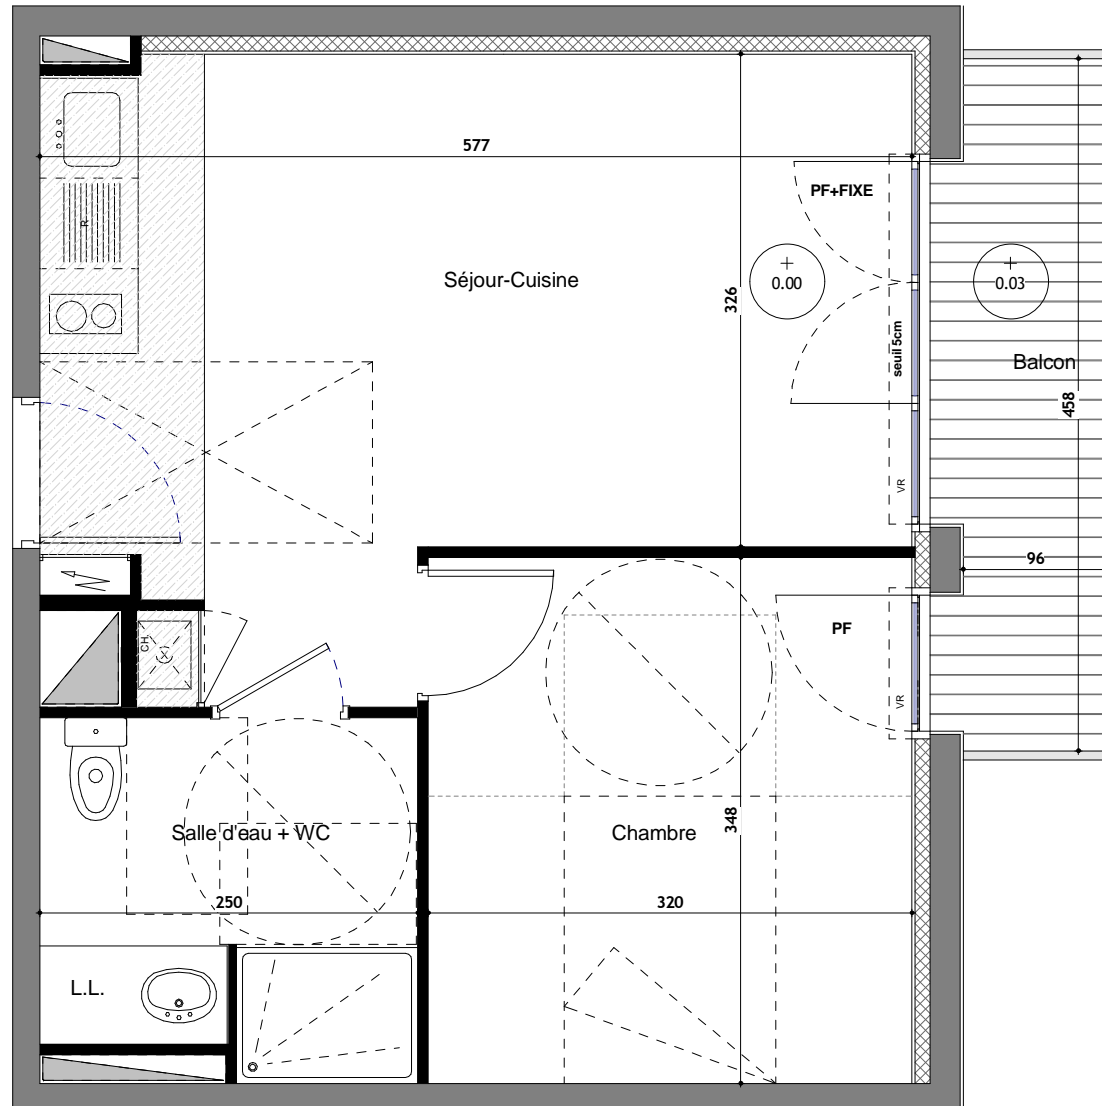 577
PF+FIXE
R
Séjour-Cuisine
326
0.00
0.03
seuil 5cm
Balcon
458
VR
96
CH.
PF
VR
Salle d'eau + WC
Chambre
348
250
320
L.L.